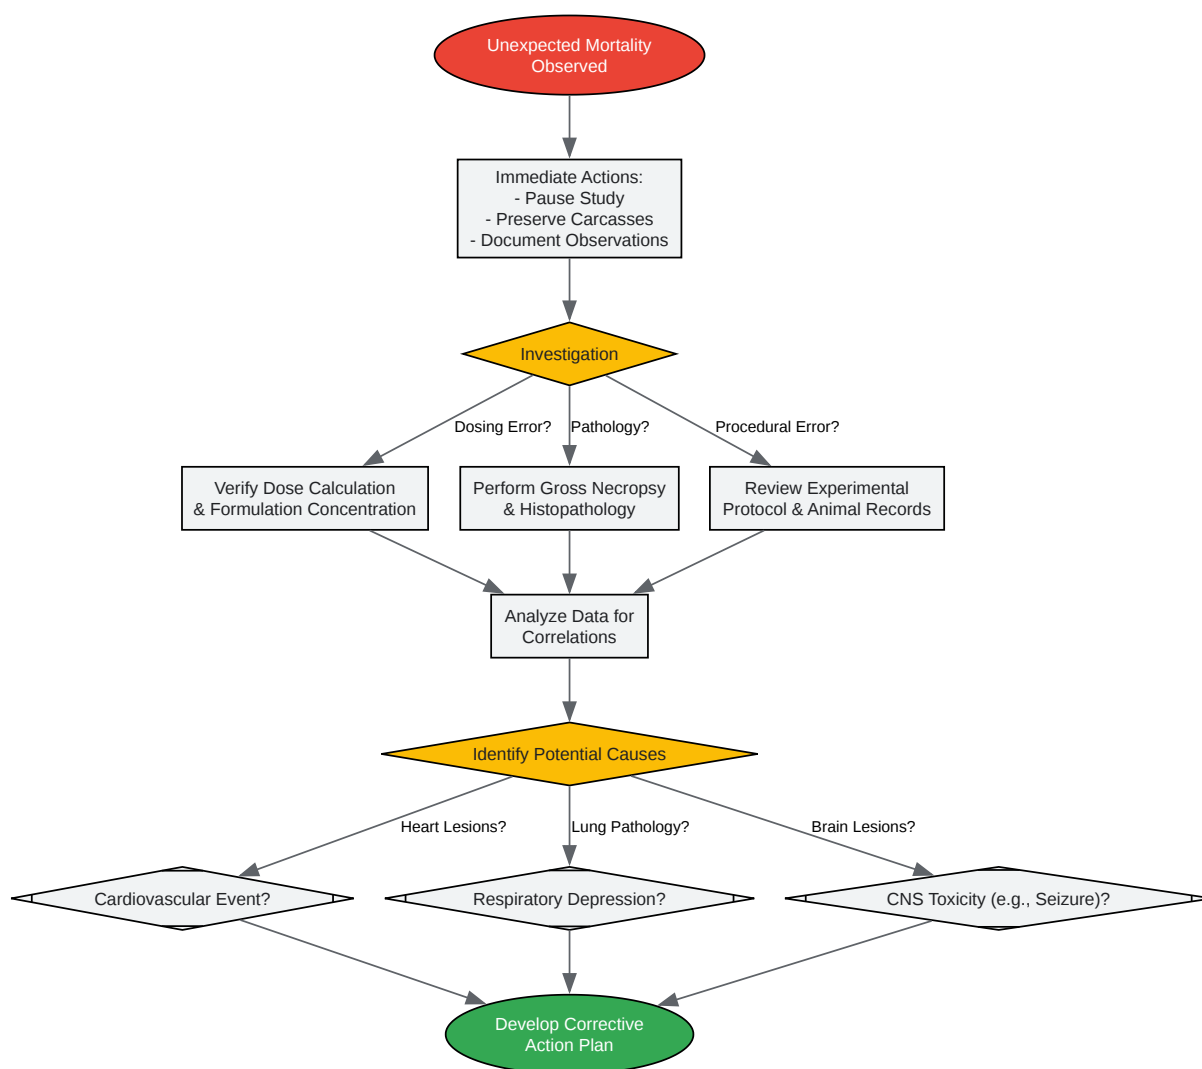 Unexpected Mortality
Observed
Immediate Actions:
- Pause Study
- Preserve Carcasses
- Document Observations
Investigation
Dosing Error?
Pathology?
Procedural Error?
Verify Dose Calculation
& Formulation Concentration
Perform Gross Necropsy
& Histopathology
Review Experimental
Protocol & Animal Records
Analyze Data for
Correlations
Identify Potential Causes
Heart Lesions?
Lung Pathology?
Brain Lesions?
Cardiovascular Event?
Respiratory Depression?
CNS Toxicity (e.g., Seizure)?
Develop Corrective
Action Plan